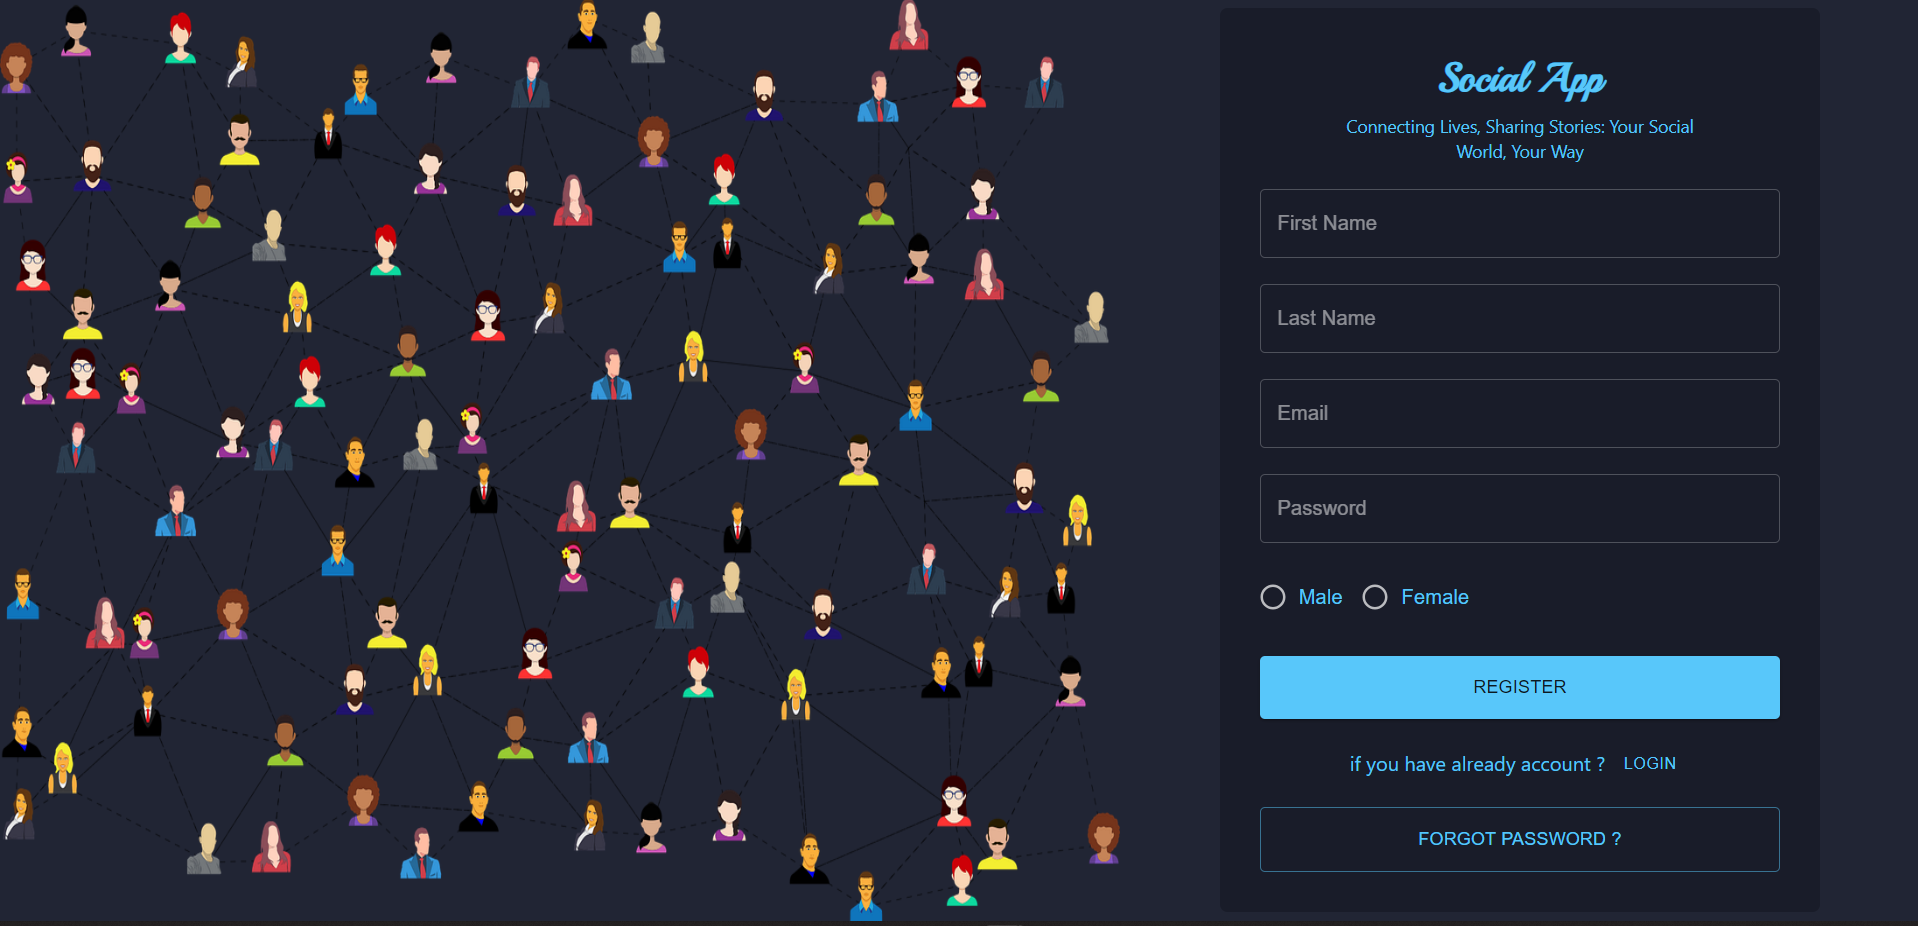 Social App
Connecting Lives, Sharing Stories: Your Social
World, Your Way
First Name
Last Name
Email
Password
Male Female
REGISTER
if you have already account ? LOGIN
FORGOT PASSWORD ?